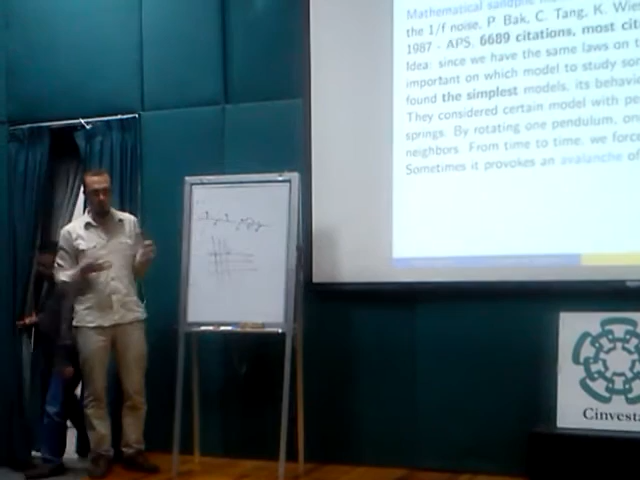 Mathematical sandpile
the 1/f noise, P. Bak, C. Tang, K. Wie
1987 - APS, 6689 citations, most cit
Idea: since we have the same laws on t
important on which model to study so
found the simplest models, its behavi
They considered certain model with pe
springs. By rotating one pendulum, on
neighbors. From time to time, we forc
Sometimes it provokes an avalanche of
Cinvesta